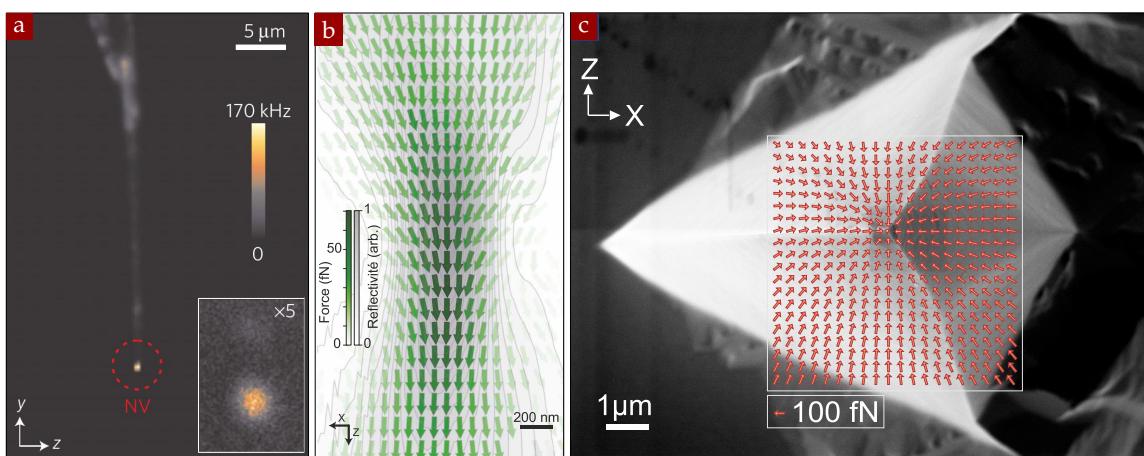 a
5 μm
170 kHz
0
×5
NV
y
z
b
Force (fN)
50
0
1
0
Reflectivité (arb.)
x
z
200 nm
c
Z
X
1μm
100 fN